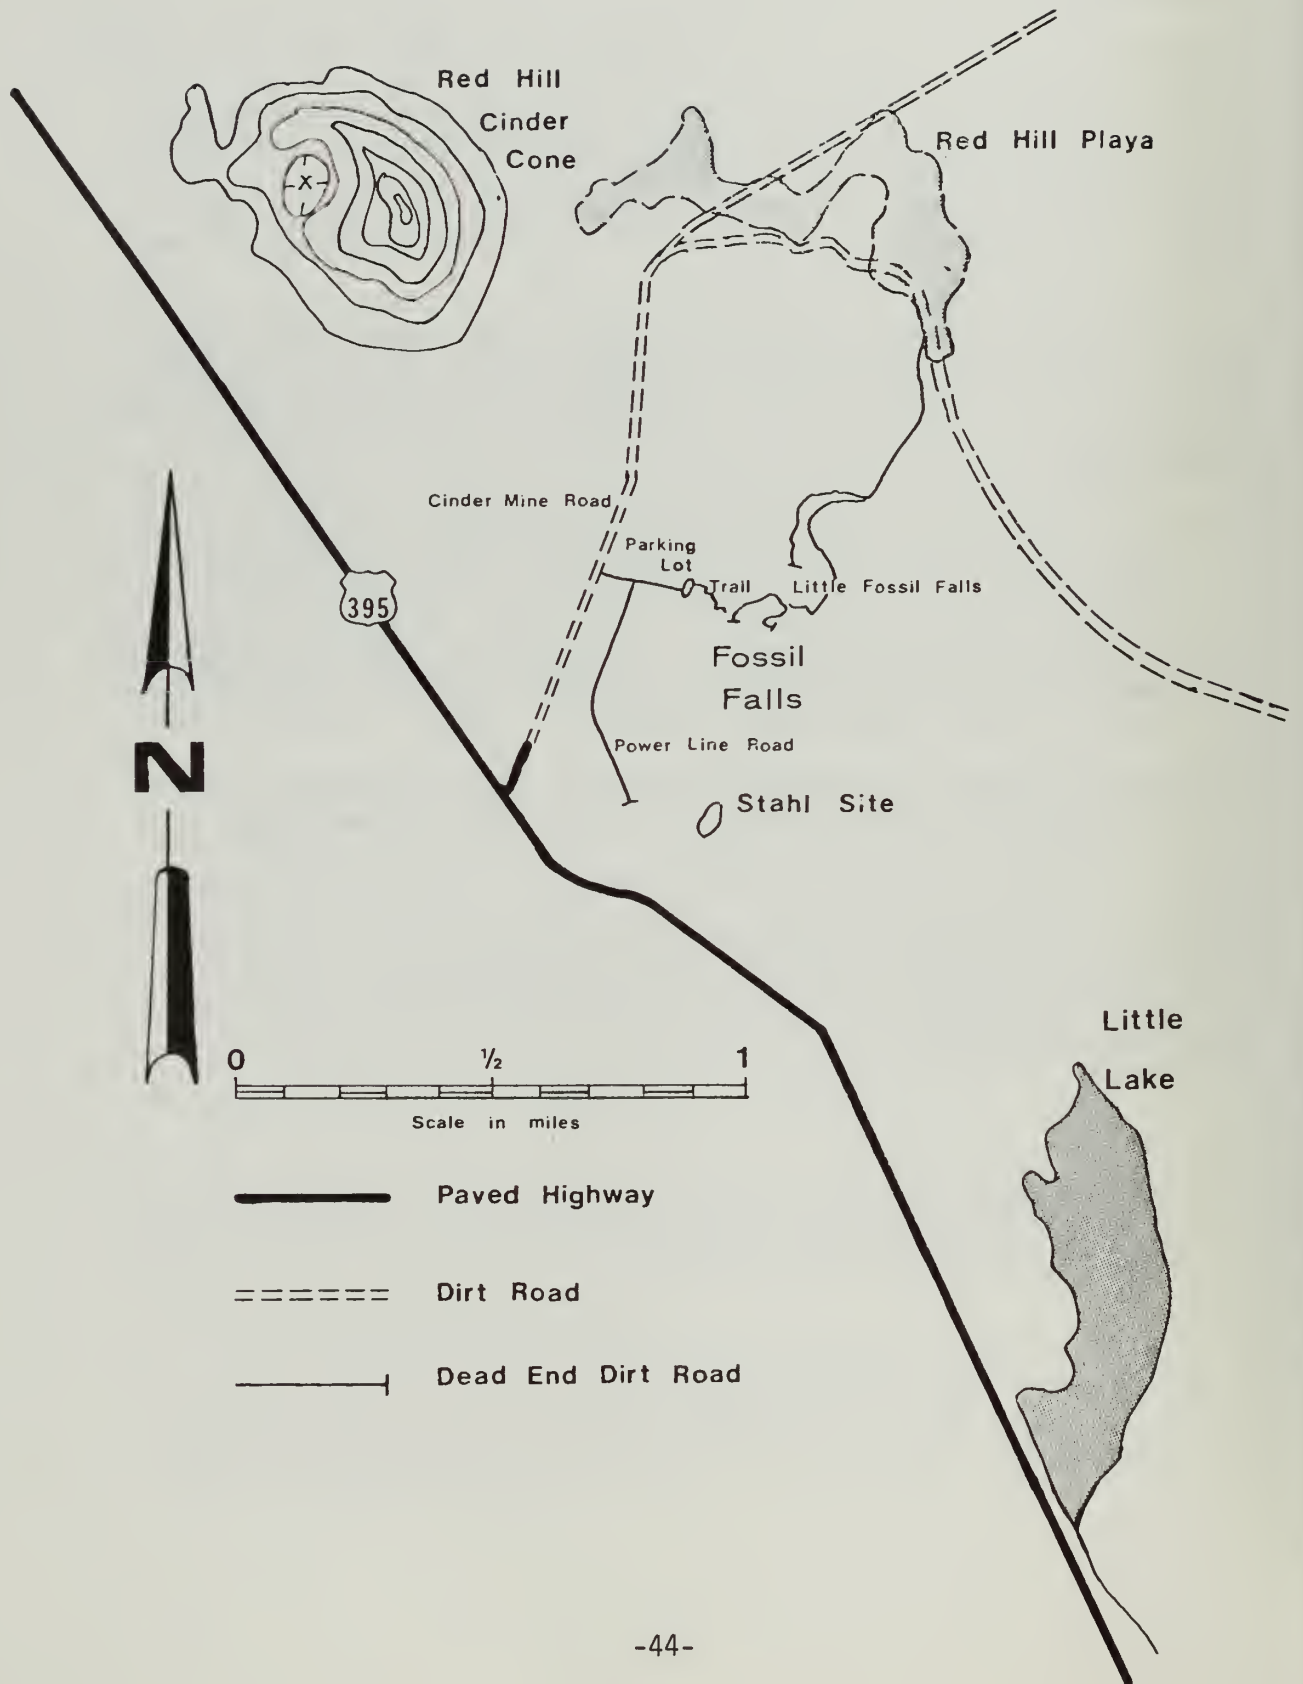 Red Hill
Cinder
Cone
Red Hill Playa
X
Cinder Mine Road
Parking
Lot
Trail
Little Fossil Falls
395
Fossil
Falls
Power Line Road
N
Stahl Site
Little
Lake
0 ½ 1
Scale in miles
Paved Highway
Dirt Road
Dead End Dirt Road
-44-